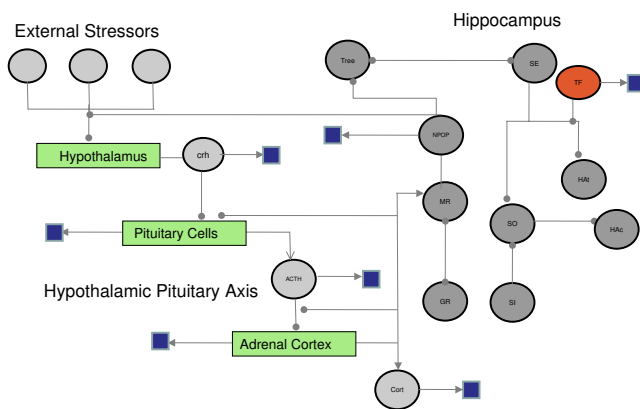 Hippocampus
External Stressors
Tree
SE
TF
NPOP
Hypothalamus
crh
HAt
MR
SO
HAc
Pituitary Cells
ACTH
Hypothalamic Pituitary Axis
GR
SI
Adrenal Cortex
Cort